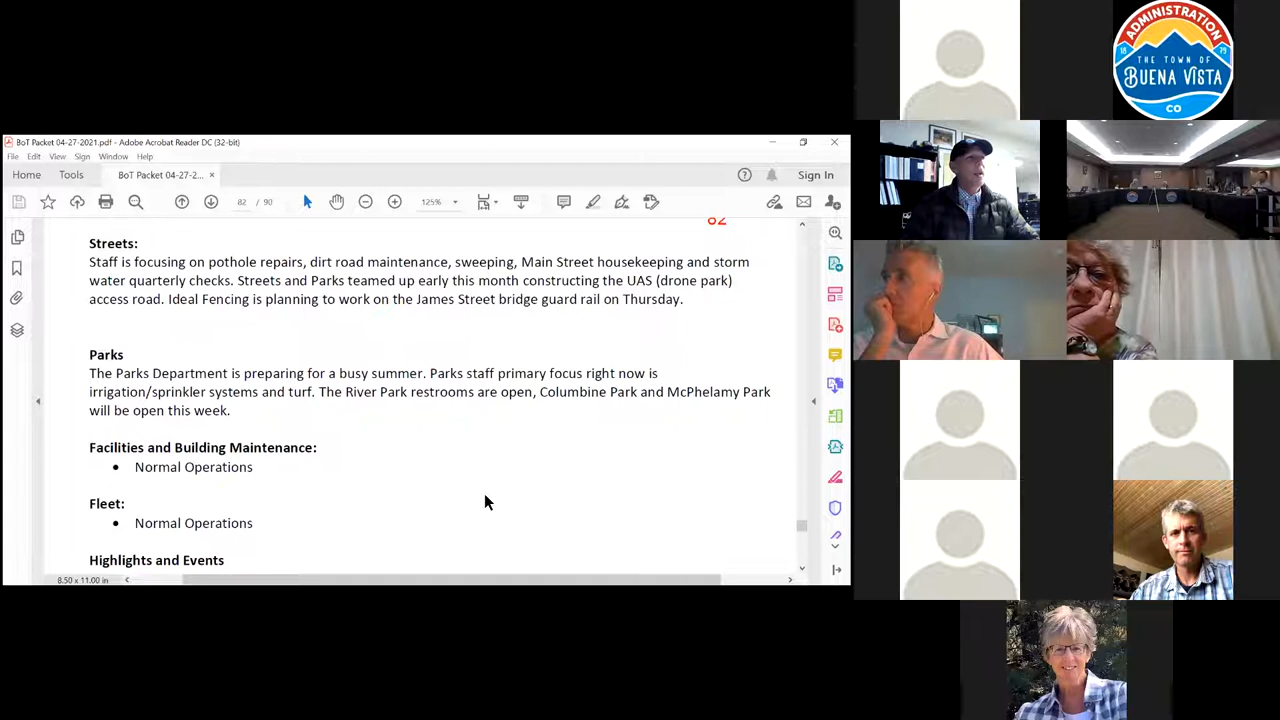 BoT Packet 04-27-2021.pdf - Adobe Acrobat Reader DC (32-bit)
File Edit View Sign Window Help
Home Tools BoT Packet 04-27-2... × Sign In
82 / 90 125%
82
Streets:
Staff is focusing on pothole repairs, dirt road maintenance, sweeping, Main Street housekeeping and storm
water quarterly checks. Streets and Parks teamed up early this month constructing the UAS (drone park)
access road. Ideal Fencing is planning to work on the James Street bridge guard rail on Thursday.
Parks
The Parks Department is preparing for a busy summer. Parks staff primary focus right now is
irrigation/sprinkler systems and turf. The River Park restrooms are open, Columbine Park and McPhelamy Park
will be open this week.
Facilities and Building Maintenance:
• Normal Operations
Fleet:
• Normal Operations
Highlights and Events
8.50 x 11.00 in
ADMINISTRATION
18 79
THE TOWN OF
BUENA VISTA
CO